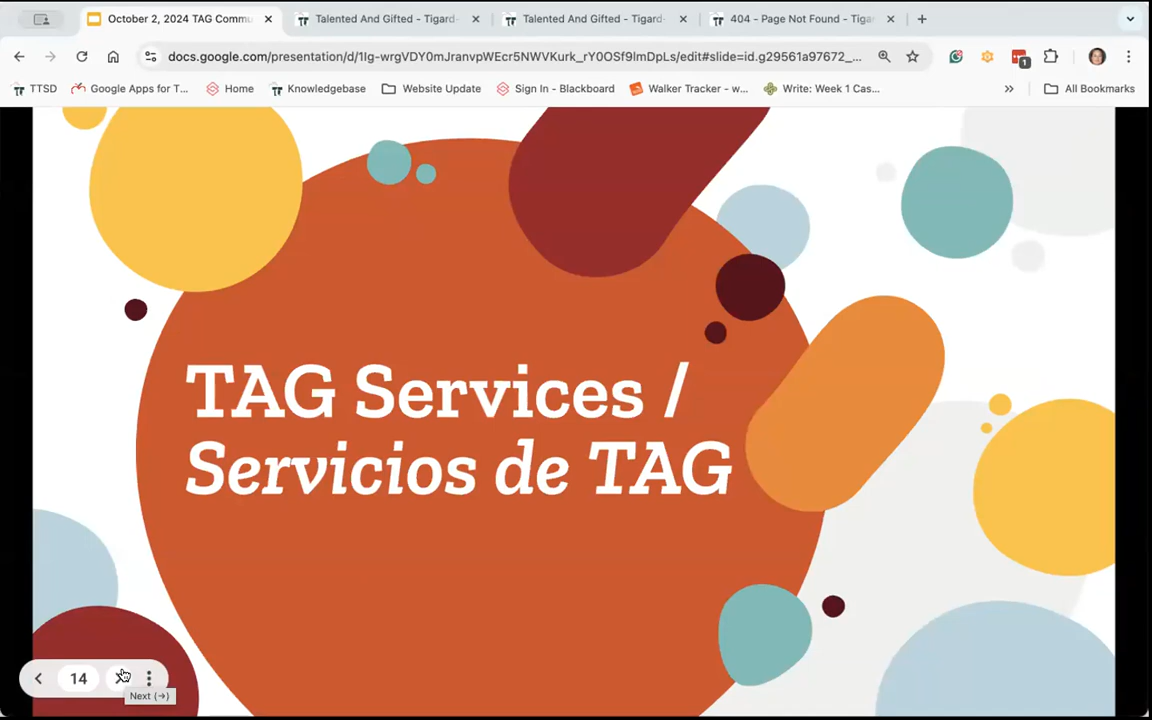 October 2, 2024 TAG Commu
Talented And Gifted - Tigard-
Talented And Gifted - Tigard-
404 - Page Not Found - Tiga
docs.google.com/presentation/d/1Ig-wrgVDY0mJranvpWEcr5NWVKurk_rY0OSf9lmDpLs/edit#slide=id.g29561a97672_...
1
TTSD
Google Apps for T...
Home
Knowledgebase
Website Update
Sign In - Blackboard
Walker Tracker - w...
Write: Week 1 Cas...
All Bookmarks
TAG Services /
Servicios de TAG
14
Next (→)